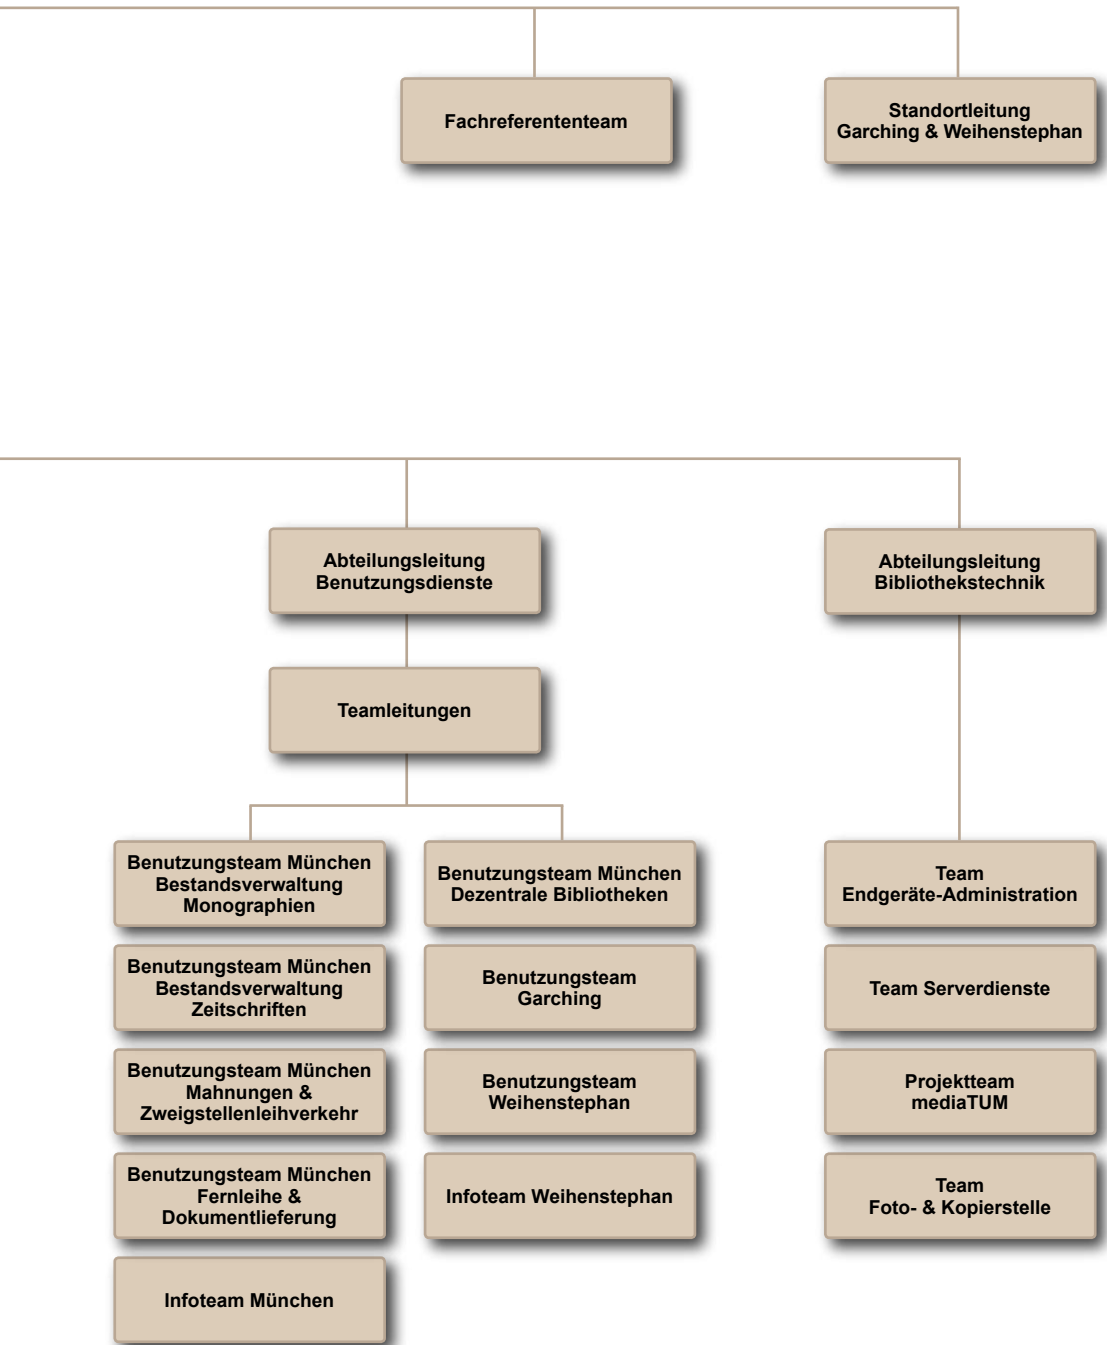 Fachreferententeam
Standortleitung
Garching & Weihenstephan
Abteilungsleitung
Benutzungsdienste
Abteilungsleitung
Bibliothekstechnik
Teamleitungen
Benutzungsteam München
Bestandsverwaltung
Monographien
Benutzungsteam München
Dezentrale Bibliotheken
Team
Endgeräte-Administration
Benutzungsteam München
Bestandsverwaltung
Zeitschriften
Benutzungsteam
Garching
Team Serverdienste
Benutzungsteam München
Mahnungen &
Zweigstellenleihverkehr
Benutzungsteam
Weihenstephan
Projektteam
mediaTUM
Benutzungsteam München
Fernleihe &
Dokumentlieferung
Infoteam Weihenstephan
Team
Foto- & Kopierstelle
Infoteam München